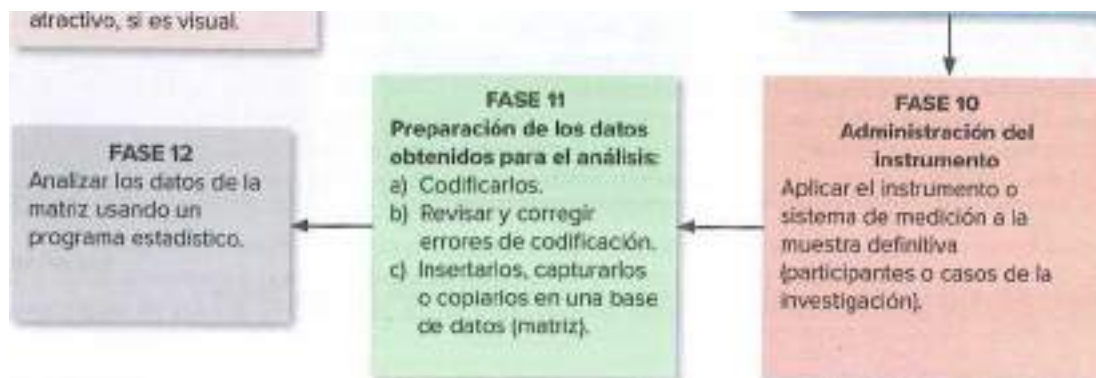 atractivo, si es visual.
FASE 12
Analizar los datos de la
matriz usando un
programa estadístico.
FASE 11
Preparación de los datos
obtenidos para el análisis:
a) Codificarlos.
b) Revisar y corregir
errores de codificación.
c) Insertarlos, capturarlos
o copiarlos en una base
de datos (matriz).
FASE 10
Administración del
instrumento
Aplicar el instrumento o
sistema de medición a la
muestra definitiva
(participantes o casos de la
investigación).